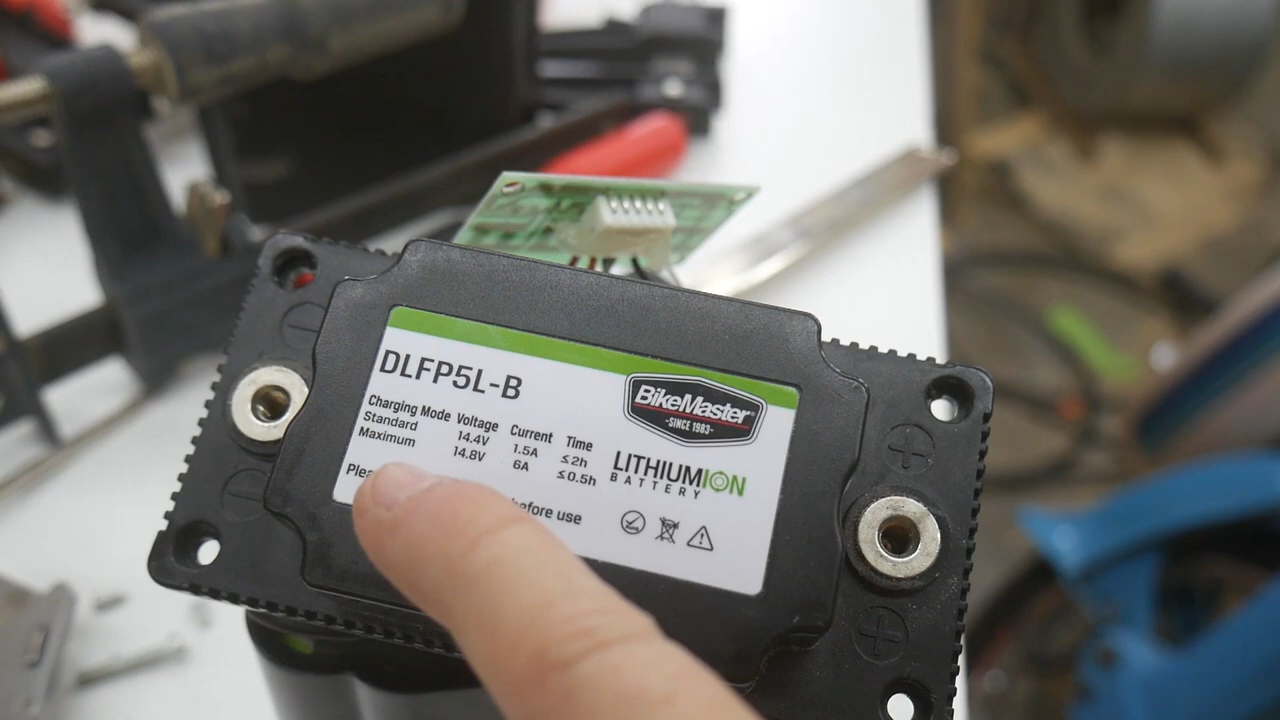 DLFP5L-B
BikeMaster®
-SINCE 1983-
Charging Mode Voltage Current Time
Standard 14.4V 1.5A ≤2h
Maximum 14.8V 6A ≤0.5h
before use
LITHIUMION
BATTERY